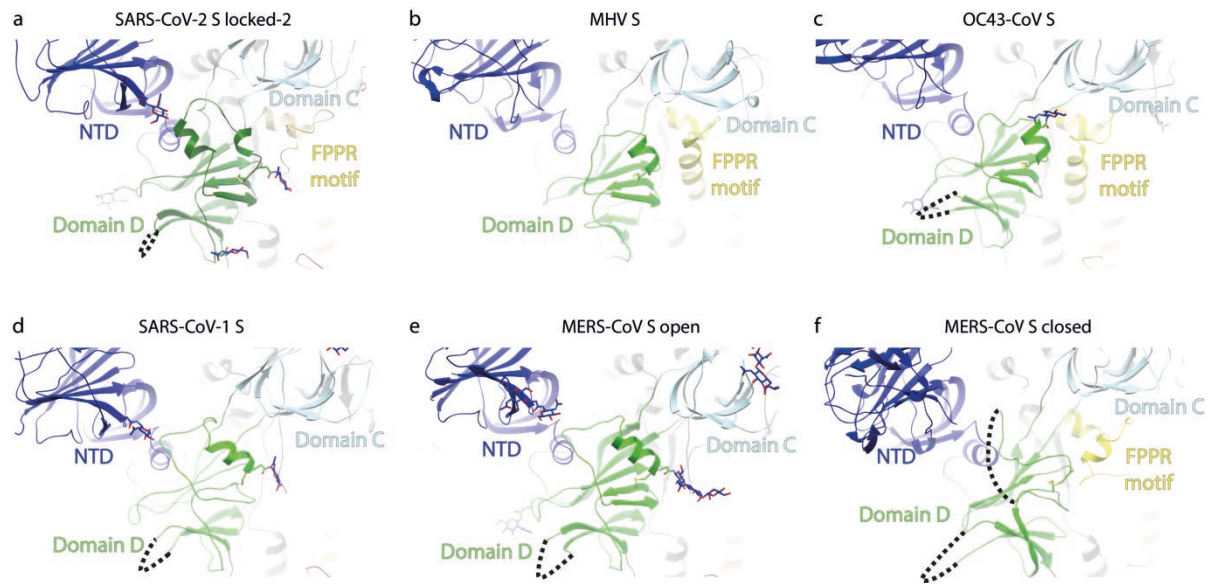 a SARS-CoV-2 S locked-2
NTD
Domain C
FPPR
motif
Domain D
b MHV S
NTD
Domain C
FPPR
motif
Domain D
c OC43-CoV S
NTD
Domain C
FPPR
motif
Domain D
d SARS-CoV-1 S
NTD
Domain C
Domain D
e MERS-CoV S open
NTD
Domain C
Domain D
f MERS-CoV S closed
NTD
Domain C
FPPR
motif
Domain D